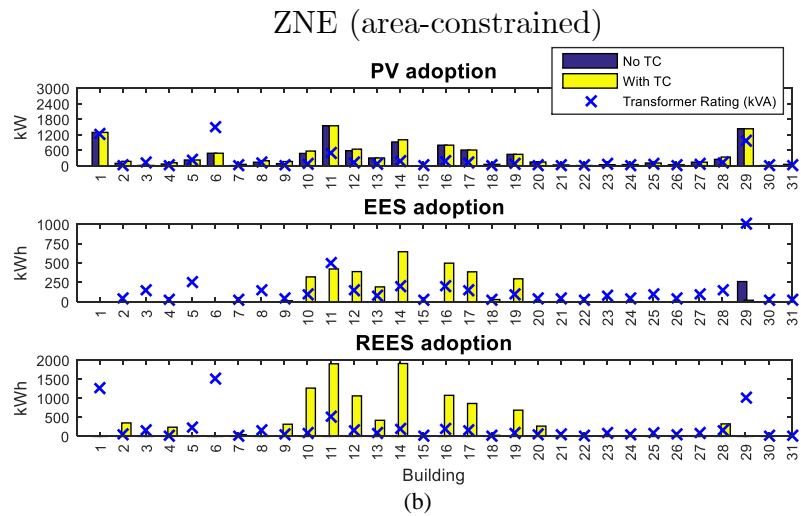 ZNE (area-constrained)
No TC
With TC
Transformer Rating (kVA)
PV adoption
kW
3000
2400
1800
1200
600
0
1 2 3 4 5 6 7 8 9 10 11 12 13 14 15 16 17 18 19 20 21 22 23 24 25 26 27 28 29 30 31
EES adoption
kWh
1000
750
500
250
0
1 2 3 4 5 6 7 8 9 10 11 12 13 14 15 16 17 18 19 20 21 22 23 24 25 26 27 28 29 30 31
REES adoption
kWh
2000
1500
1000
500
0
1 2 3 4 5 6 7 8 9 10 11 12 13 14 15 16 17 18 19 20 21 22 23 24 25 26 27 28 29 30 31
Building
(b)